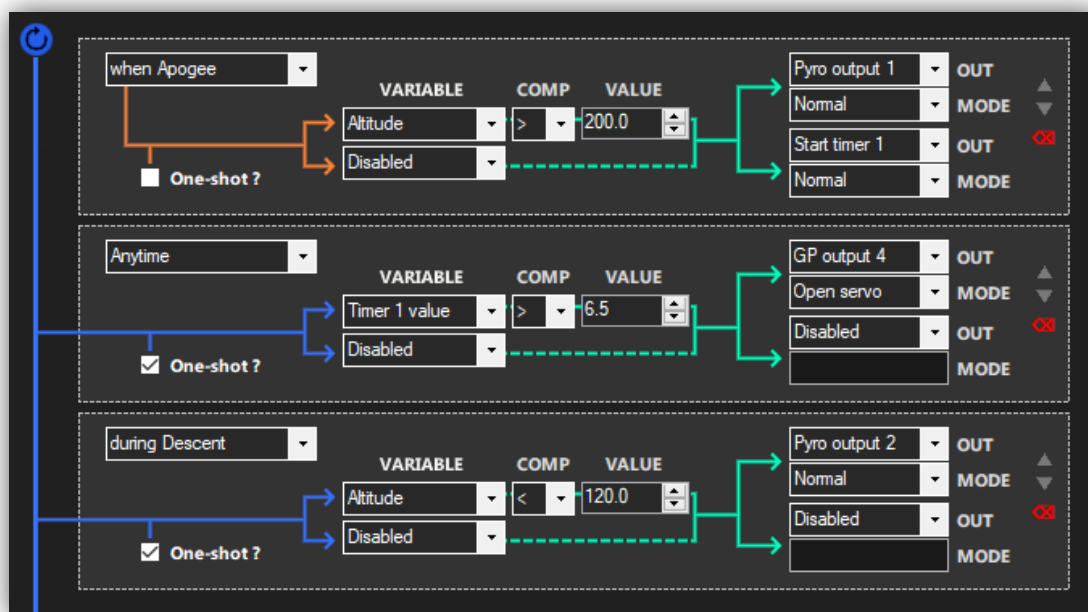 when Apogee
VARIABLE COMP VALUE
Altitude > 200.0
Disabled
One-shot ?
Pyro output 1 OUT
Normal MODE
Start timer 1 OUT
Normal MODE
Anytime
VARIABLE COMP VALUE
Timer 1 value > 6.5
Disabled
One-shot ?
GP output 4 OUT
Open servo MODE
Disabled OUT
MODE
during Descent
VARIABLE COMP VALUE
Altitude < 120.0
Disabled
One-shot ?
Pyro output 2 OUT
Normal MODE
Disabled OUT
MODE